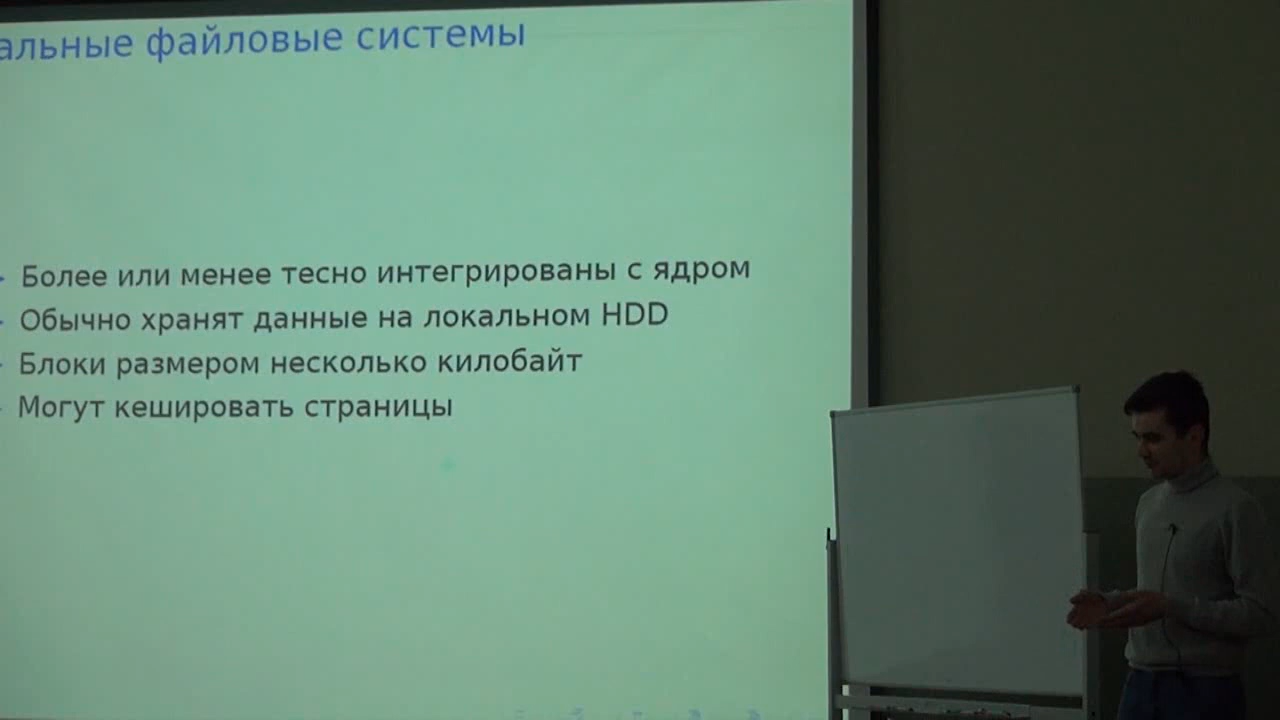 альные файловые системы
Более или менее тесно интегрированы с ядром
Обычно хранят данные на локальном HDD
Блоки размером несколько килобайт
Могут кешировать страницы